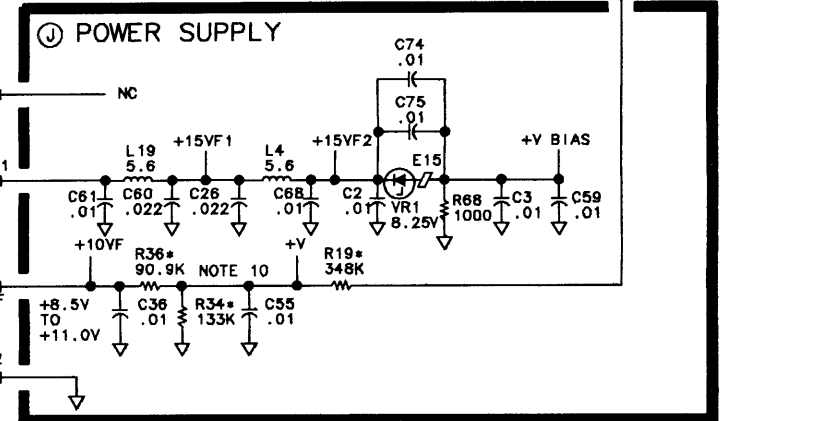 J POWER SUPPLY
C74
.01
NC
C75
.01
1
L19
5.6
+15VF1
L4
5.6
+15VF2
E15
+V BIAS
C61
.01
C60
.022
C26
.022
C68
.01
C2
.01
VR1
8.25V
R68
1000
C3
.01
C59
.01
+10VF
R36*
90.9K
NOTE 10
+V
R19*
348K
+8.5V
TO
+11.0V
C36
.01
R34*
133K
C55
.01